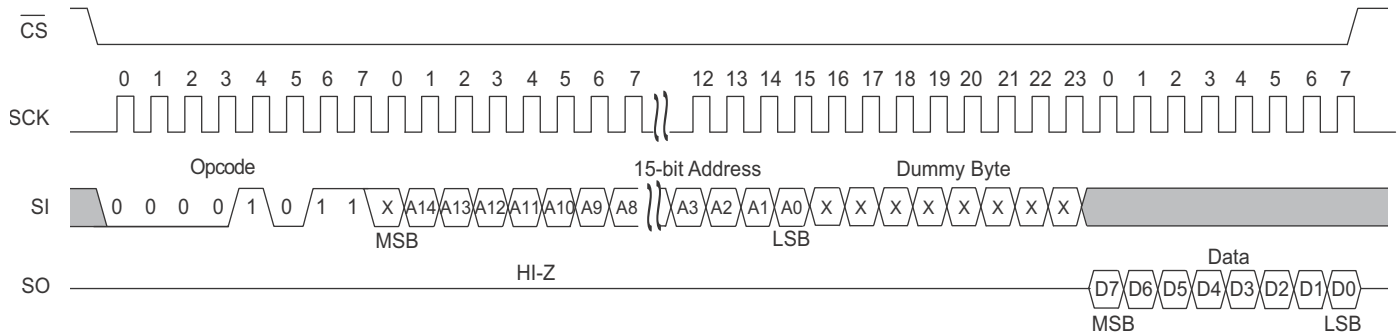 CS
0 1 2 3 4 5 6 7 0 1 2 3 4 5 6 7 12 13 14 15 16 17 18 19 20 21 22 23 0 1 2 3 4 5 6 7
SCK
Opcode 15-bit Address Dummy Byte
SI 0 0 0 0 1 0 1 1 X A14 A13 A12 A11 A10 A9 A8 A3 A2 A1 A0 X X X X X X X X
MSB LSB
HI-Z Data
SO D7 D6 D5 D4 D3 D2 D1 D0
MSB LSB